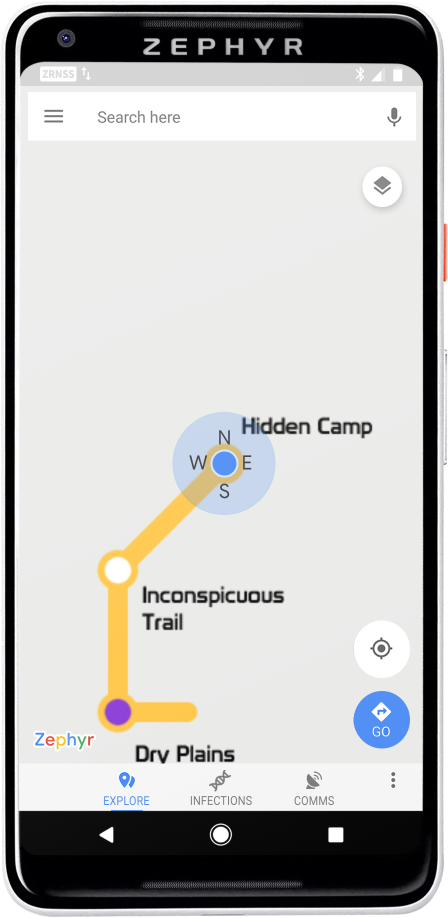 ZEPHYR
ZRNSS
Search here
Hidden Camp
N
W E
S
Inconspicuous
Trail
GO
Zephyr
Dry Plains
EXPLORE INFECTIONS COMMS